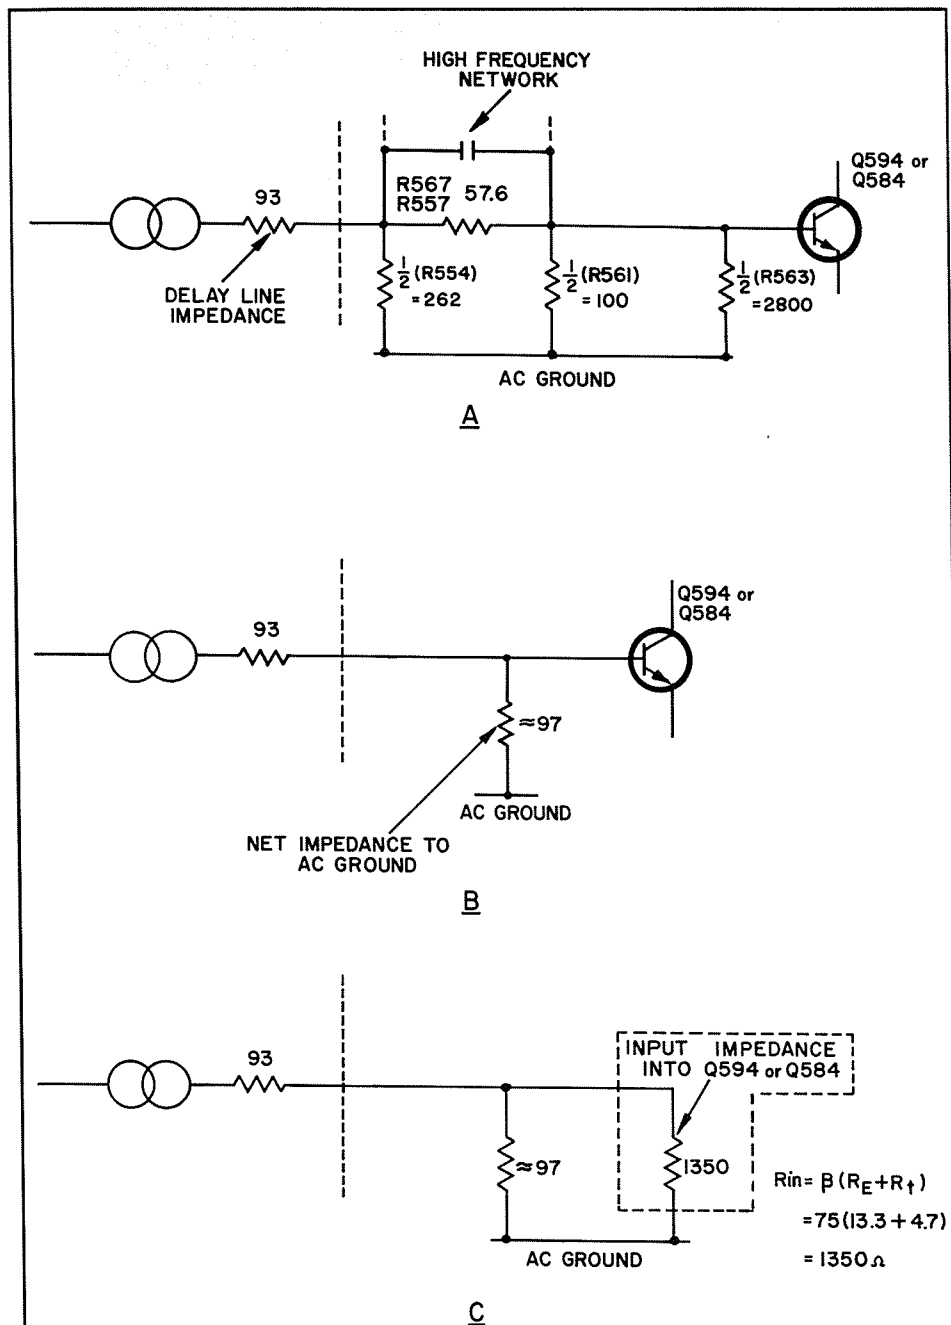 HIGH FREQUENCY
NETWORK
93
R567
R557
57.6
Q594 or
Q584
DELAY LINE
IMPEDANCE
1/2 (R554)
=262
1/2 (R561)
=100
1/2 (R563)
=2800
AC GROUND
A
93
Q594 or
Q584
≈97
AC GROUND
NET IMPEDANCE TO
AC GROUND
B
93
INPUT IMPEDANCE
INTO Q594 or Q584
≈97
1350
Rin= β(RE+Rt)
=75(13.3+4.7)
=1350Ω
AC GROUND
C